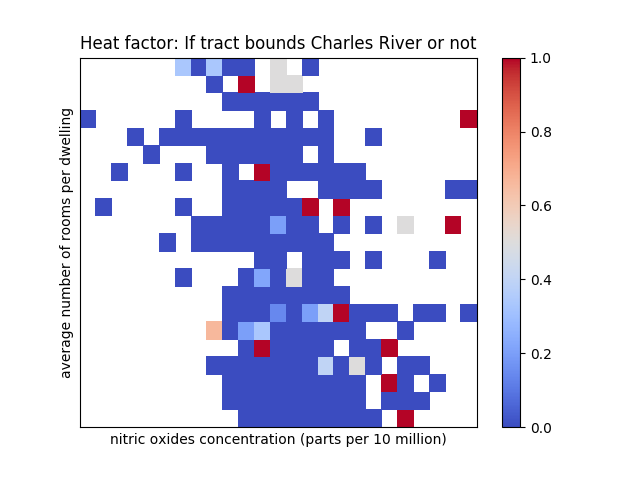 Heat factor: If tract bounds Charles River or not
average number of rooms per dwelling
nitric oxides concentration (parts per 10 million)
1.0
0.8
0.6
0.4
0.2
0.0